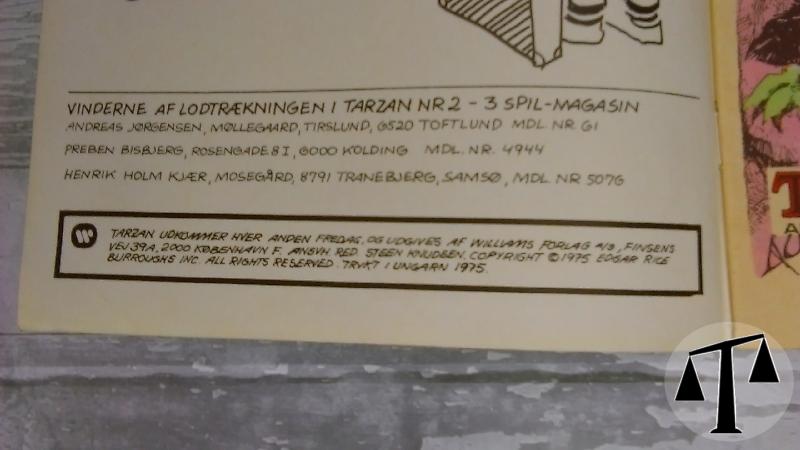 VINDERNE AF LODTRÆKNINGEN I TARZAN NR 2 - 3 SPIL-MAGASIN
ANDREAS JØRGENSEN, MØLLEGAARD, TIRSLUND, 6520 TOFTLUND MDL. NR. 61
PREBEN BISBJERG, ROSENGADE 8 I, 6000 KOLDING MDL. NR. 4944
HENRIK HOLM KJÆR, MOSEGÅRD, 8791 TRANEBJERG, SAMSØ, MDL. NR 5076
TARZAN UDKOMMER HVER ANDEN FREDAG, OG UDGIVES AF WILLIAMS FORLAG A/S, FINSENS
VEJ 39A, 2000 KØBENHAVN F. ANSVH. RED. STEEN KNUDSEN. COPYRIGHT © 1975 EDGAR RICE
BURROUGHS INC. ALL RIGHTS RESERVED. TRYKT I UNGARN 1975.